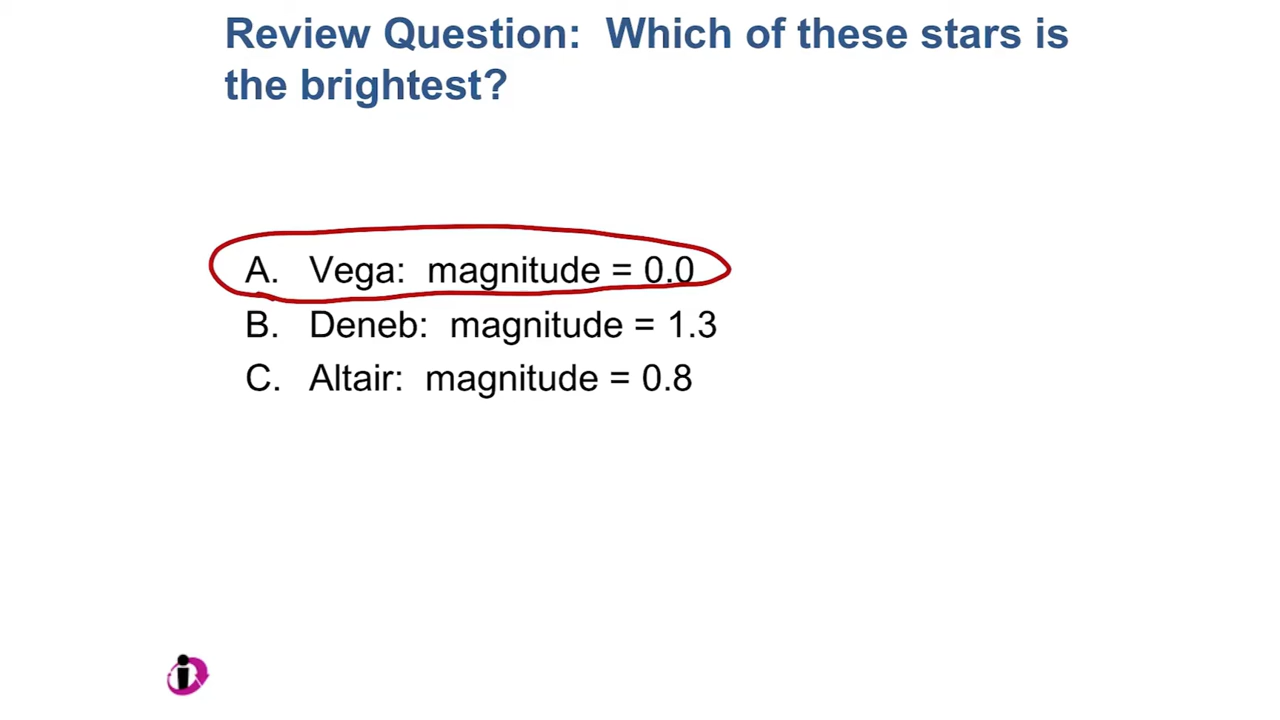 Review Question: Which of these stars is
the brightest?
A. Vega: magnitude = 0.0
B. Deneb: magnitude = 1.3
C. Altair: magnitude = 0.8